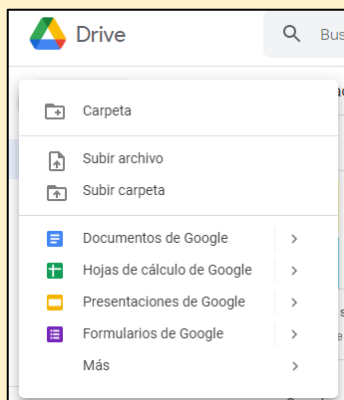 Drive
Bus
Carpeta
Subir archivo
Subir carpeta
Documentos de Google
Hojas de cálculo de Google
Presentaciones de Google
Formularios de Google
Más